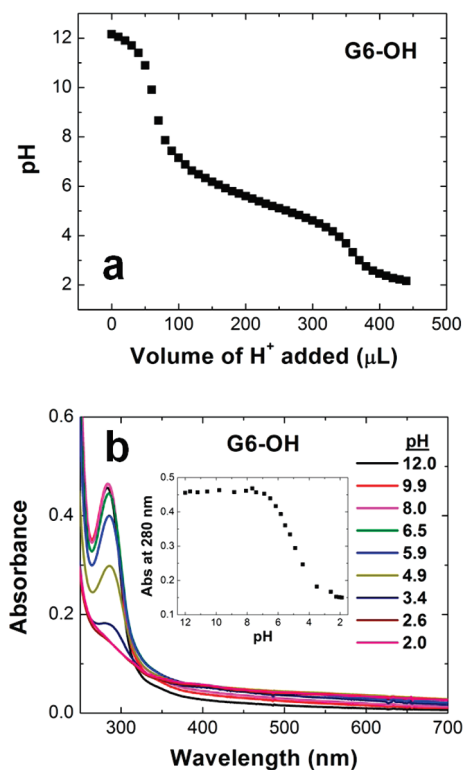 G6-OH
12
10
8
6
4
2
pH
a
0 100 200 300 400 500
Volume of H⁺ added (μL)
b
G6-OH
pH
12.0
9.9
8.0
6.5
5.9
4.9
3.4
2.6
2.0
0.6
0.4
0.2
0.0
Absorbance
0.5
0.4
0.3
0.2
0.1
Abs at 280 nm
12 10 8 6 4 2
pH
300 400 500 600 700
Wavelength (nm)